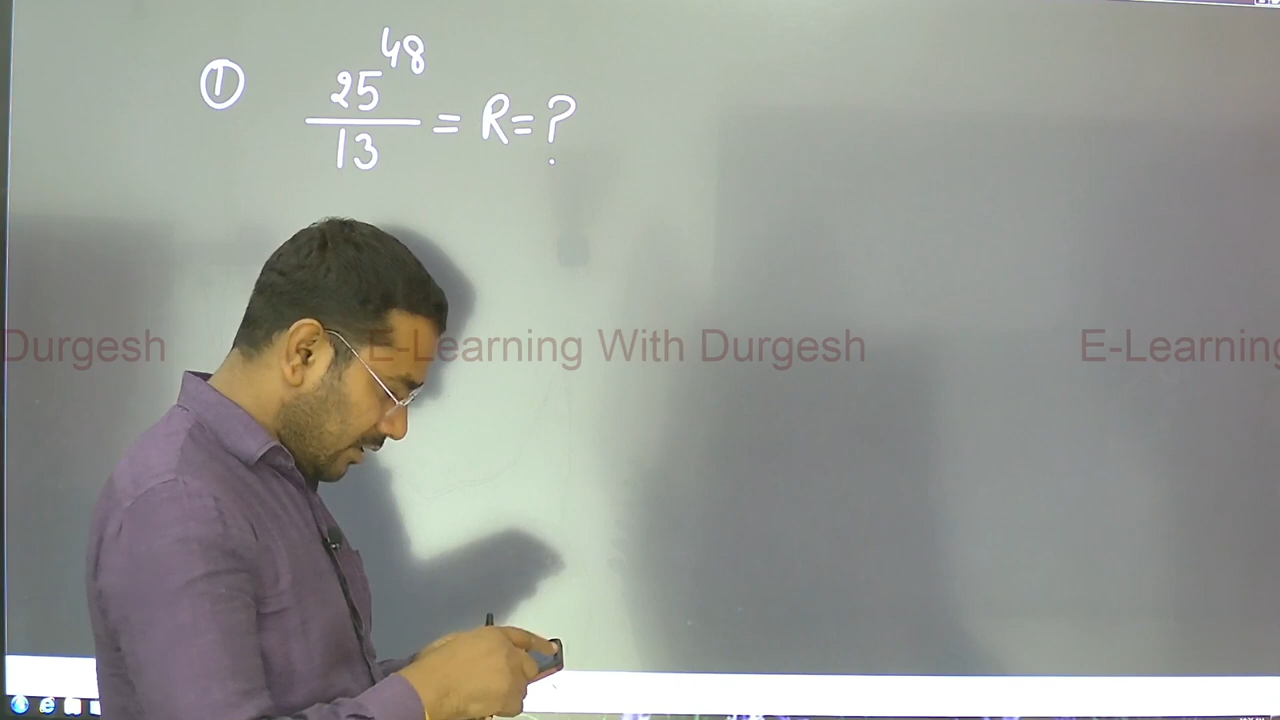 ① 25^48 / 13 = R = ?
Durgesh E-Learning With Durgesh E-Learning